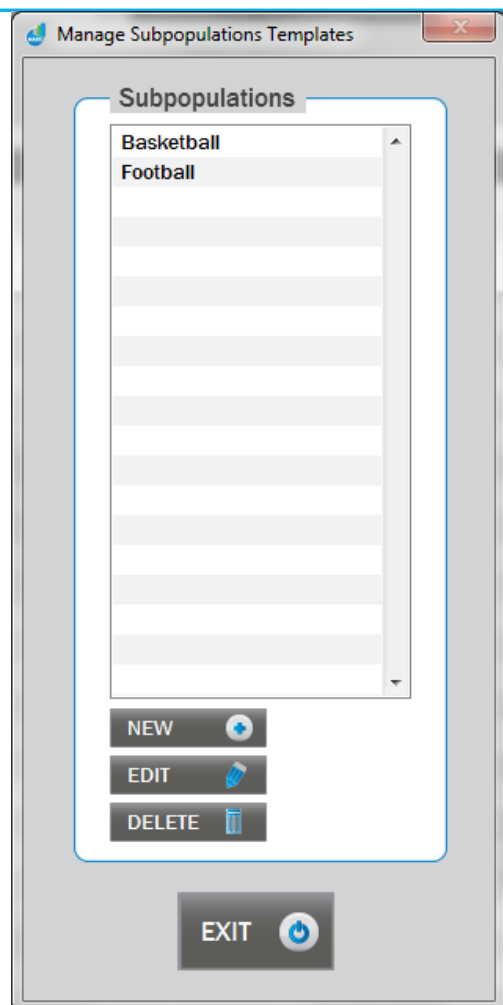 Manage Subpopulations Templates
Subpopulations
Basketball
Football
NEW
EDIT
DELETE
EXIT